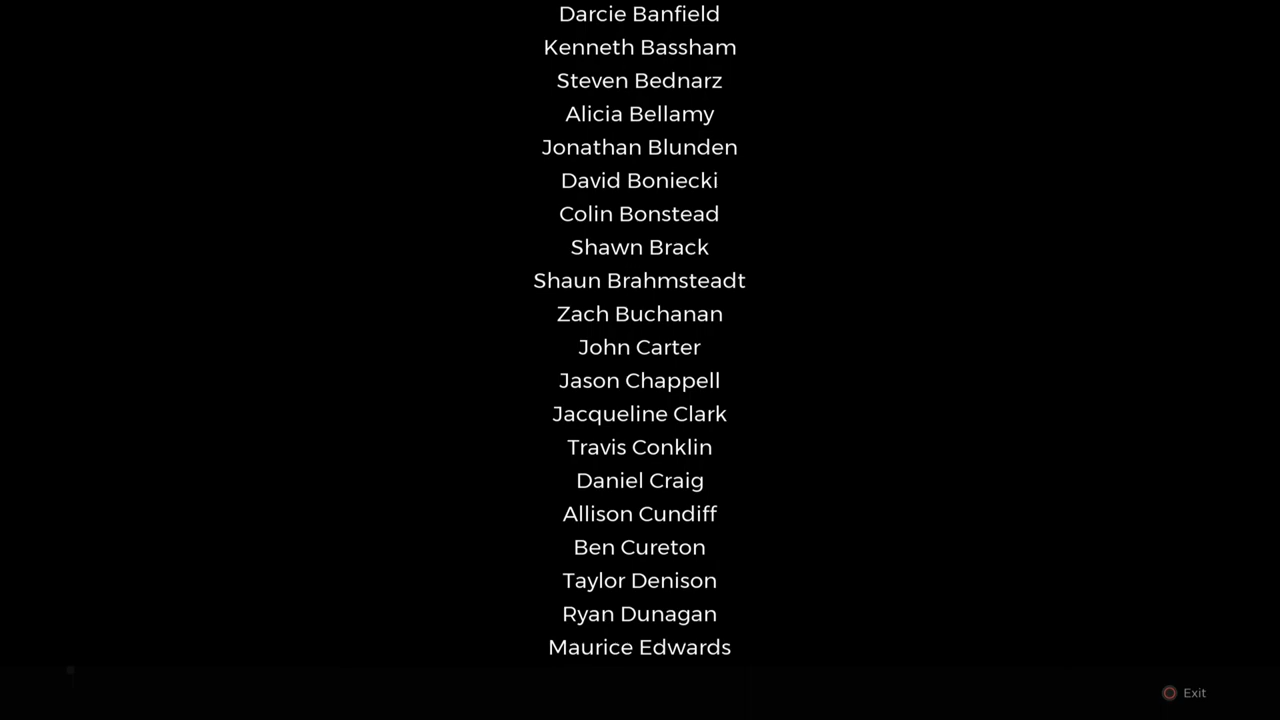 Darcie Banfield
Kenneth Bassham
Steven Bednarz
Alicia Bellamy
Jonathan Blunden
David Boniecki
Colin Bonstead
Shawn Brack
Shaun Brahmsteadt
Zach Buchanan
John Carter
Jason Chappell
Jacqueline Clark
Travis Conklin
Daniel Craig
Allison Cundiff
Ben Cureton
Taylor Denison
Ryan Dunagan
Maurice Edwards
Exit